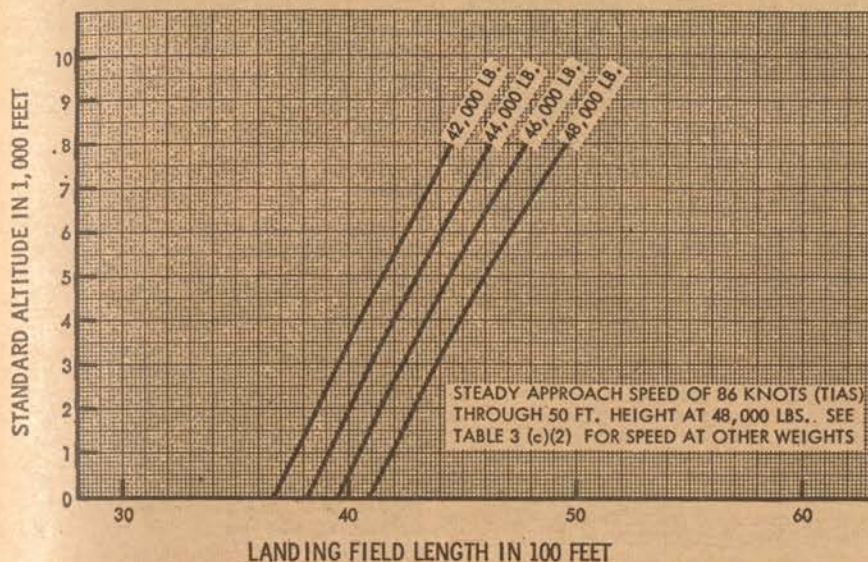 STANDARD ALTITUDE IN 1,000 FEET
10
9
8
7
6
5
4
3
2
1
0
42,000 LB.
44,000 LB.
46,000 LB.
48,000 LB.
STEADY APPROACH SPEED OF 86 KNOTS (TIAS)
THROUGH 50 FT. HEIGHT AT 48,000 LBS.. SEE
TABLE 3 (c)(2) FOR SPEED AT OTHER WEIGHTS
30
40
50
60
LANDING FIELD LENGTH IN 100 FEET